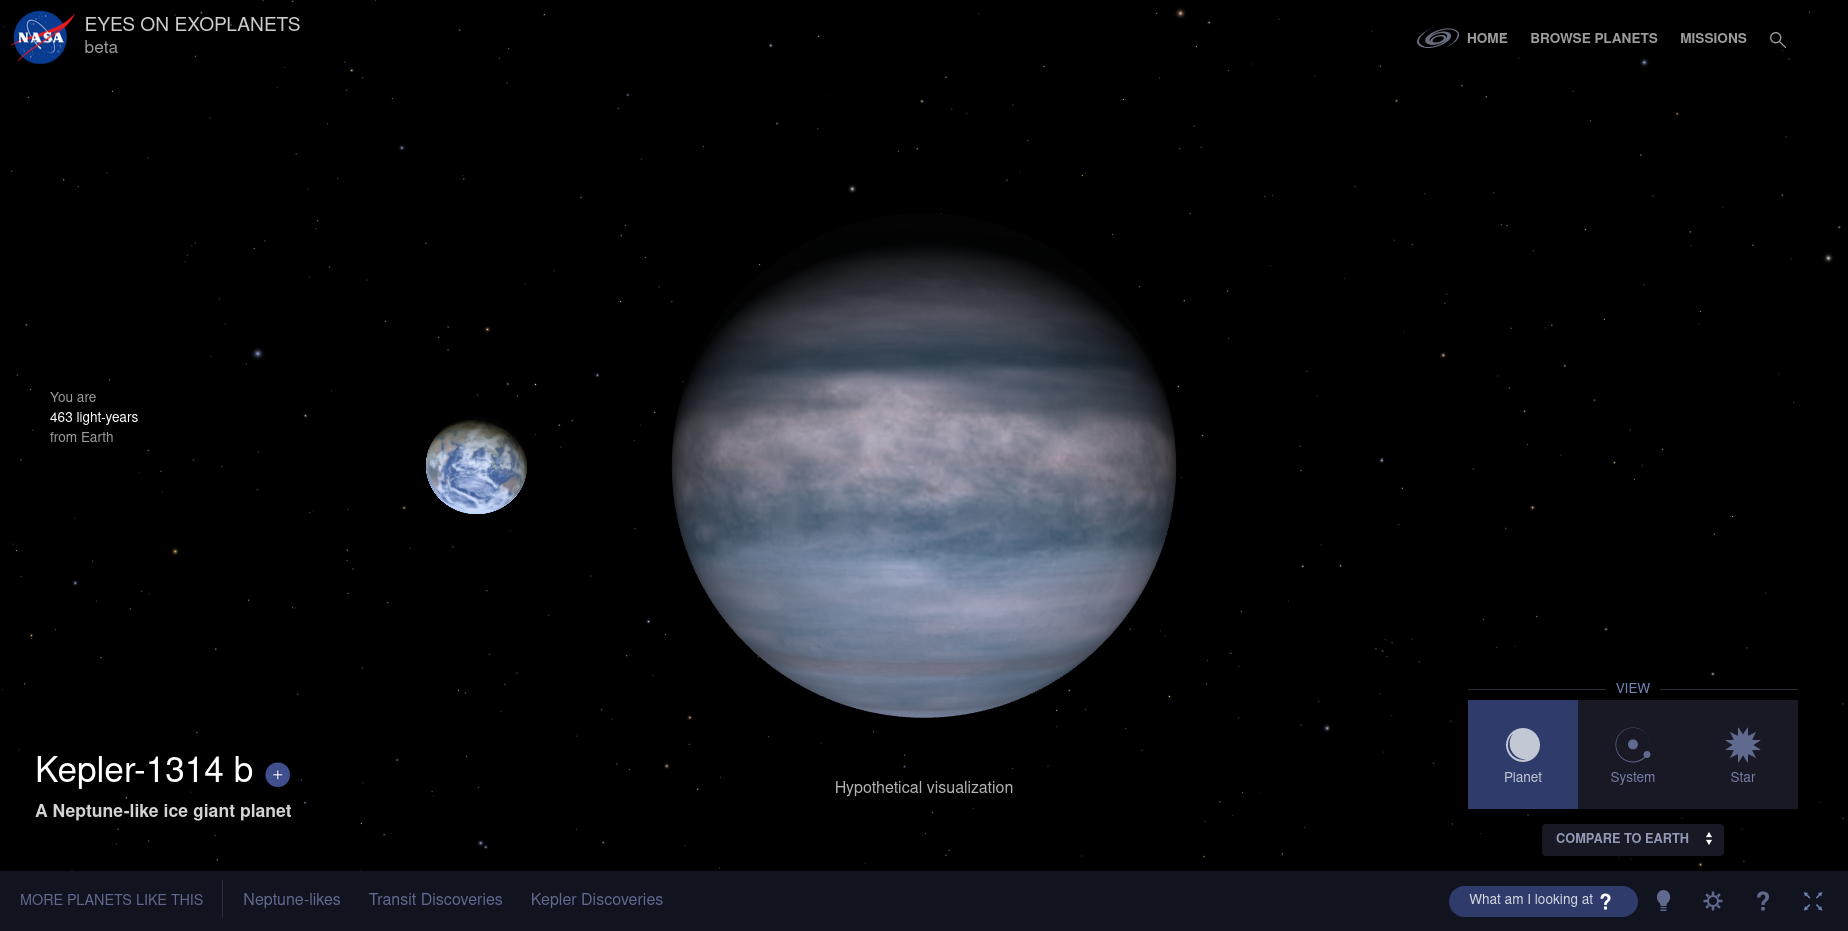 NASA
EYES ON EXOPLANETS
beta
HOME
BROWSE PLANETS
MISSIONS
You are
463 light-years
from Earth
Kepler-1314 b +
A Neptune-like ice giant planet
Hypothetical visualization
VIEW
Planet
System
Star
COMPARE TO EARTH
MORE PLANETS LIKE THIS
Neptune-likes
Transit Discoveries
Kepler Discoveries
What am I looking at ?
?